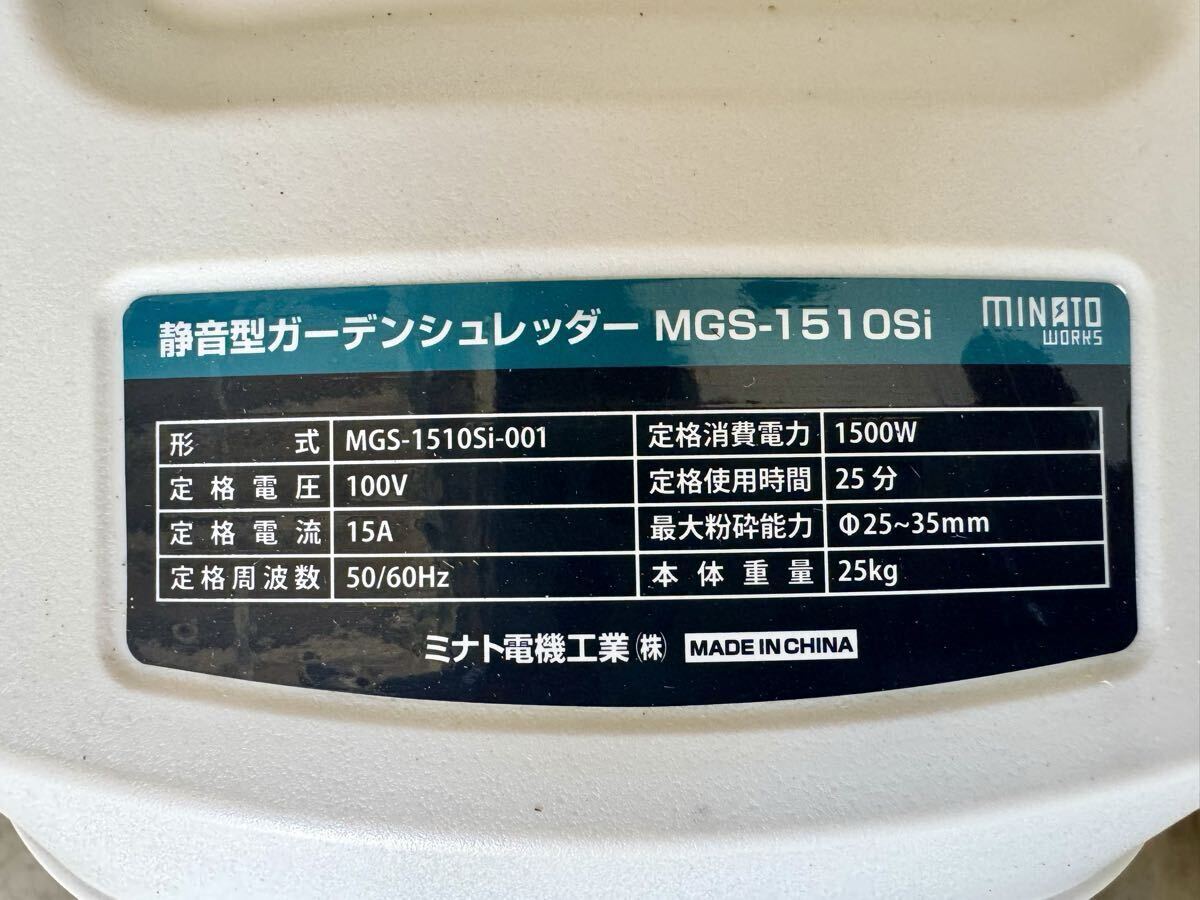 静音型ガーデンシュレッダー MGS-1510Si
MINATO
WORKS
形式 MGS-1510Si-001 定格消費電力 1500W
定格電圧 100V 定格使用時間 25分
定格電流 15A 最大粉砕能力 Φ25~35mm
定格周波数 50/60Hz 本体重量 25kg
ミナト電機工業㈱ MADE IN CHINA